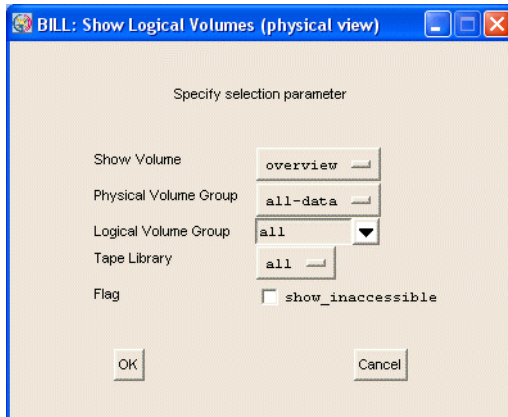 BILL: Show Logical Volumes (physical view)
Specify selection parameter
Show Volume overview
Physical Volume Group all-data
Logical Volume Group all
Tape Library all
Flag show_inaccessible
OK Cancel